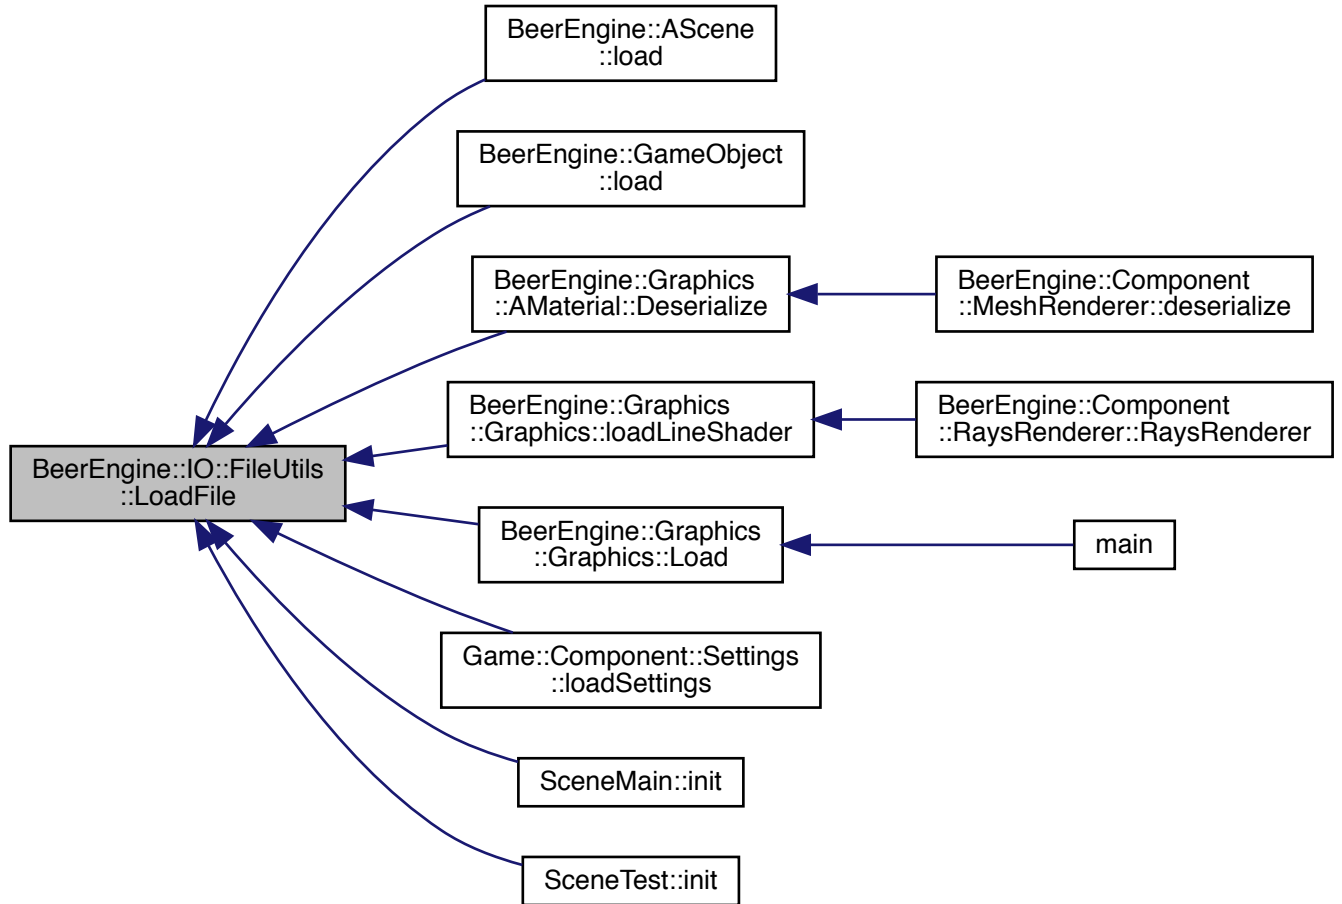 BeerEngine::AScene
::load
BeerEngine::GameObject
::load
BeerEngine::Graphics
::AMaterial::Deserialize
BeerEngine::Component
::MeshRenderer::deserialize
BeerEngine::Graphics
::Graphics::loadLineShader
BeerEngine::Component
::RaysRenderer::RaysRenderer
BeerEngine::IO::FileUtils
::LoadFile
BeerEngine::Graphics
::Graphics::Load
main
Game::Component::Settings
::loadSettings
SceneMain::init
SceneTest::init